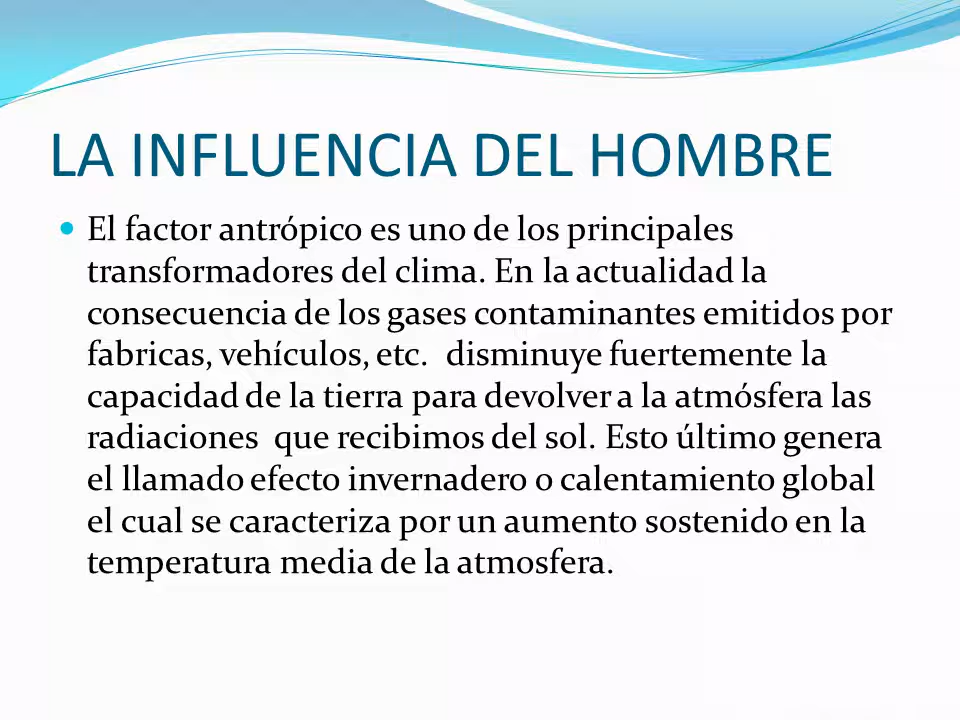 LA INFLUENCIA DEL HOMBRE
• El factor antrópico es uno de los principales
transformadores del clima. En la actualidad la
consecuencia de los gases contaminantes emitidos por
fabricas, vehículos, etc.  disminuye fuertemente la
capacidad de la tierra para devolver a la atmósfera las
radiaciones  que recibimos del sol. Esto último genera
el llamado efecto invernadero o calentamiento global
el cual se caracteriza por un aumento sostenido en la
temperatura media de la atmosfera.